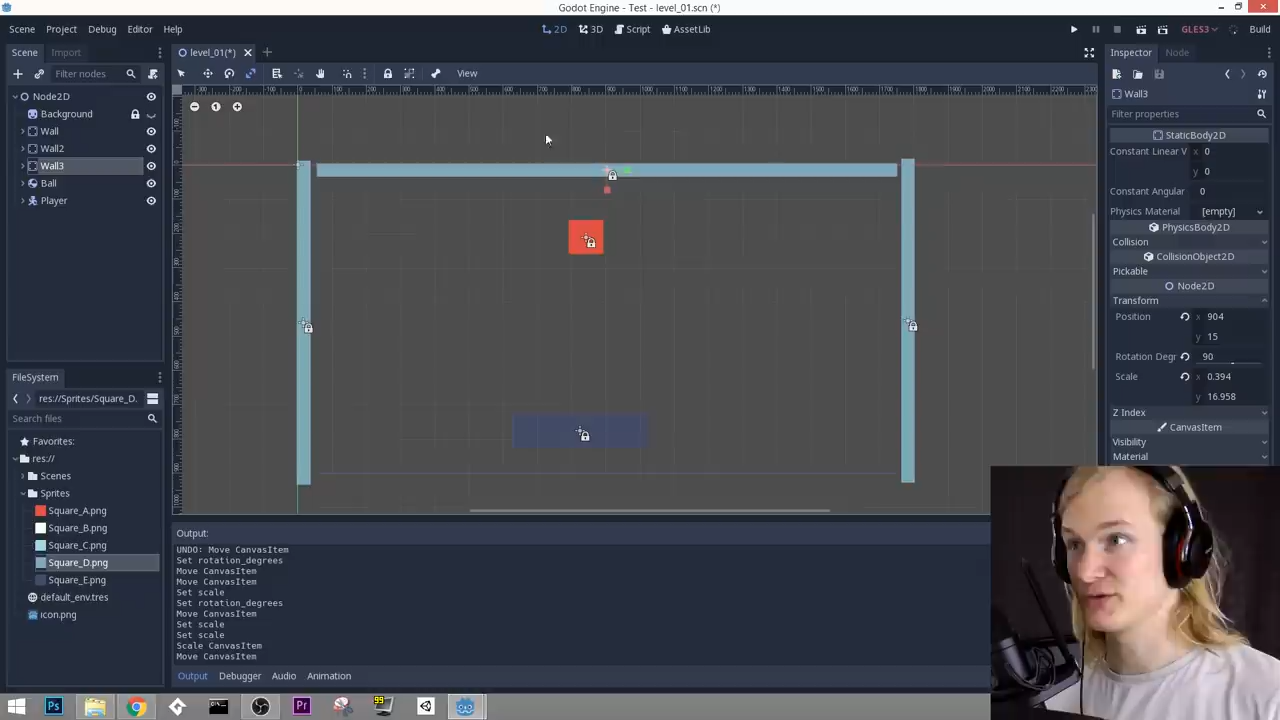 Godot Engine - Test - level_01.scn (*)
Scene Project Debug Editor Help
2D 3D Script AssetLib
GLES3 Build
Scene Import
level_01(*)
Inspector Node
Filter nodes
View
Node2D
Background
Wall
Wall2
Wall3
Ball
Player
Wall3
Filter properties
StaticBody2D
Constant Linear V x 0
y 0
Constant Angular 0
Physics Material [empty]
PhysicsBody2D
Collision
CollisionObject2D
Pickable
Node2D
Transform
Position x 904
y 15
Rotation Degr 90
Scale x 0.394
y 16.958
Z Index
CanvasItem
Visibility
Material
FileSystem
res://Sprites/Square_D.
Search files
Favorites:
res://
Scenes
Sprites
Square_A.png
Square_B.png
Square_C.png
Square_D.png
Square_E.png
default_env.tres
icon.png
Output:
UNDO: Move CanvasItem
Set rotation_degrees
Move CanvasItem
Move CanvasItem
Set scale
Set rotation_degrees
Move CanvasItem
Set scale
Set scale
Scale CanvasItem
Move CanvasItem
Output Debugger Audio Animation